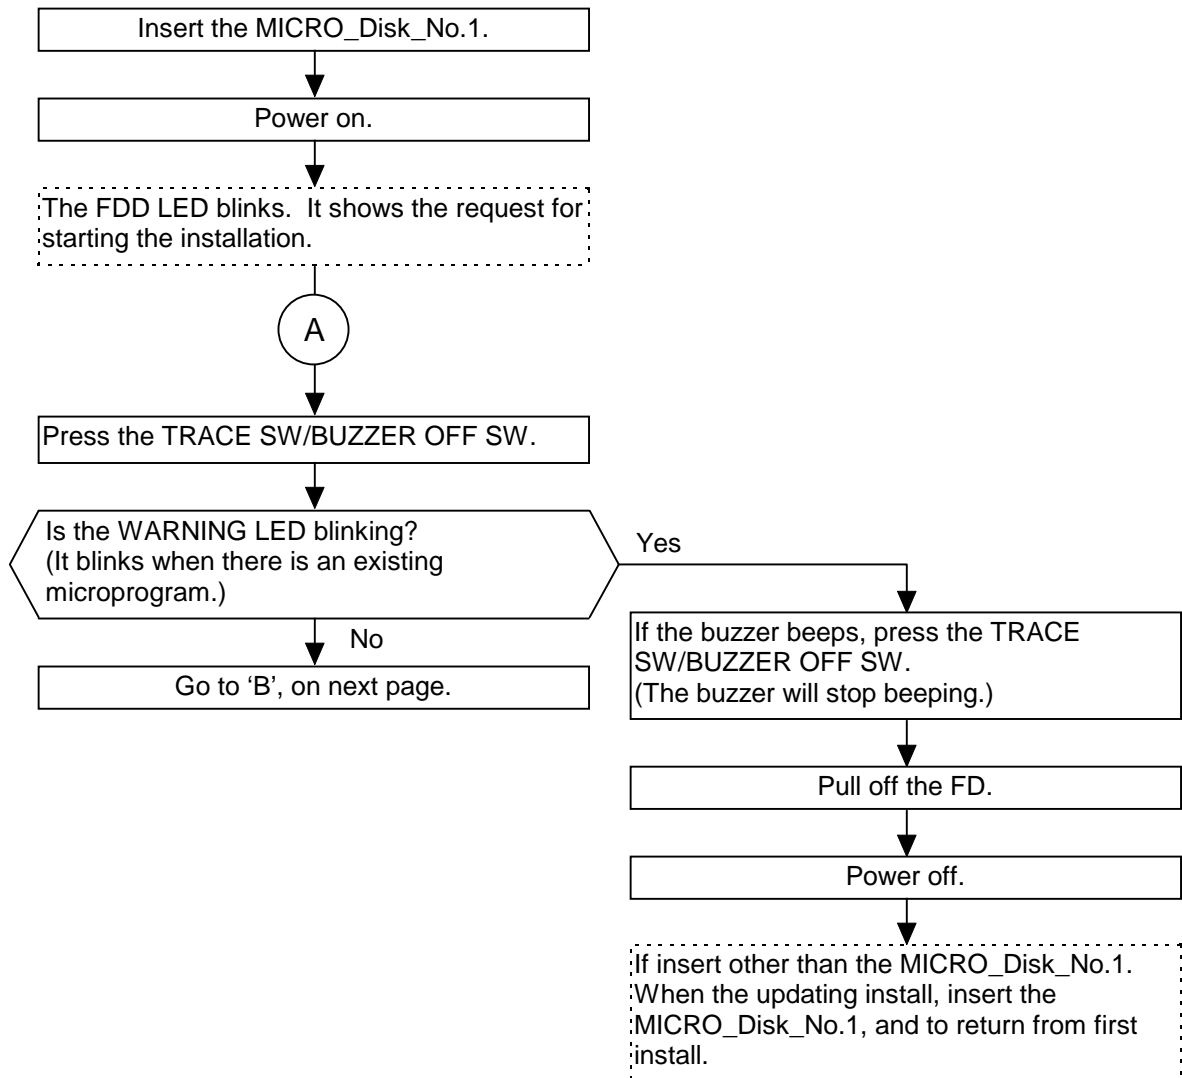 Insert the MICRO_Disk_No.1.
Power on.
The FDD LED blinks.  It shows the request for
starting the installation.
A
Press the TRACE SW/BUZZER OFF SW.
Is the WARNING LED blinking?
(It blinks when there is an existing
microprogram.)
Yes
No
Go to ‘B’, on next page.
If the buzzer beeps, press the TRACE
SW/BUZZER OFF SW.
(The buzzer will stop beeping.)
Pull off the FD.
Power off.
If insert other than the MICRO_Disk_No.1.
When the updating install, insert the
MICRO_Disk_No.1, and to return from first
install.